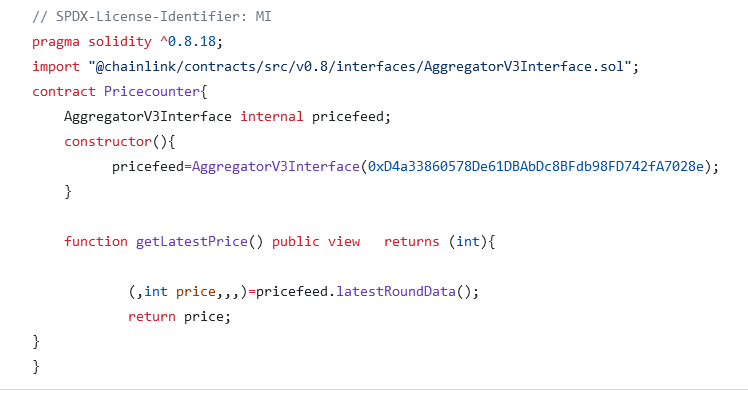 // SPDX-License-Identifier: MI
pragma solidity ^0.8.18;
import "@chainlink/contracts/src/v0.8/interfaces/AggregatorV3Interface.sol";
contract Pricecounter{
    AggregatorV3Interface internal pricefeed;
    constructor(){
          pricefeed=AggregatorV3Interface(0xD4a33860578De61DBAbDc8BFdb98FD742fA7028e);
    }
    function getLatestPrice() public view   returns (int){
            (,int price,,,)=pricefeed.latestRoundData();
            return price;
}
}